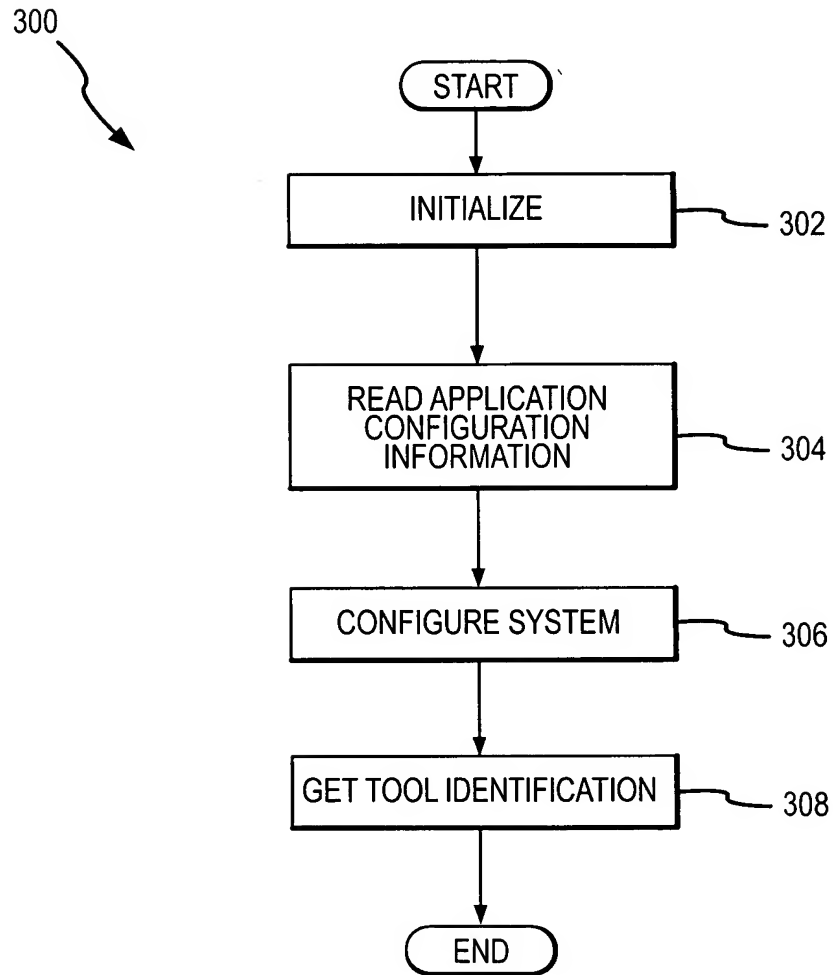 300
START
INITIALIZE
302
READ APPLICATION
CONFIGURATION
INFORMATION
304
CONFIGURE SYSTEM
306
GET TOOL IDENTIFICATION
308
END